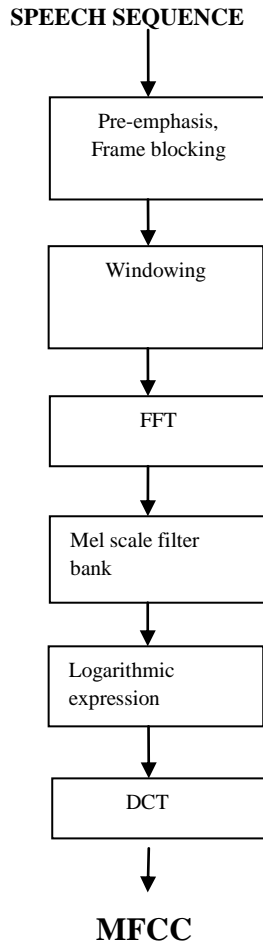 SPEECH SEQUENCE
Pre-emphasis,
Frame blocking
Windowing
FFT
Mel scale filter
bank
Logarithmic
expression
DCT
MFCC